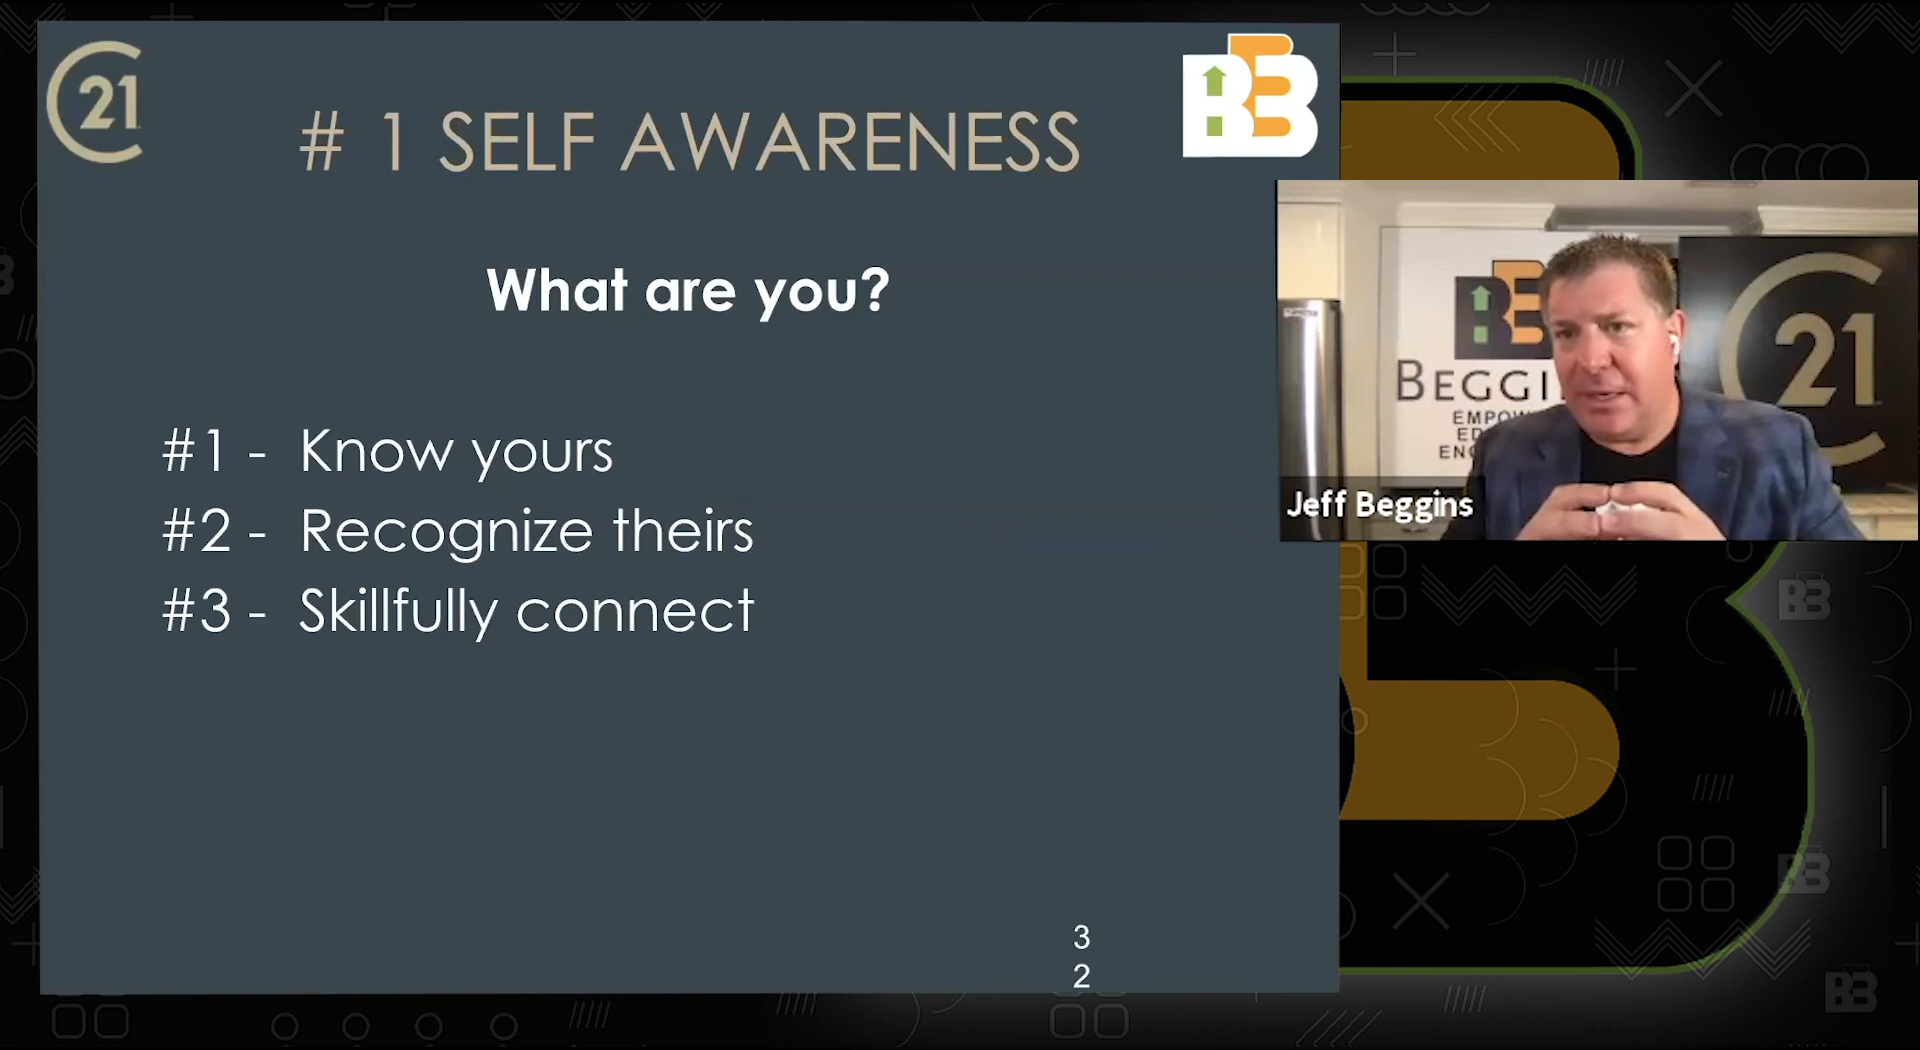 C21
# 1 SELF AWARENESS
What are you?
#1 - Know yours
#2 - Recognize theirs
#3 - Skillfully connect
3
2
BEGGI
EMPOW
ED
ENG
21
Jeff Beggins